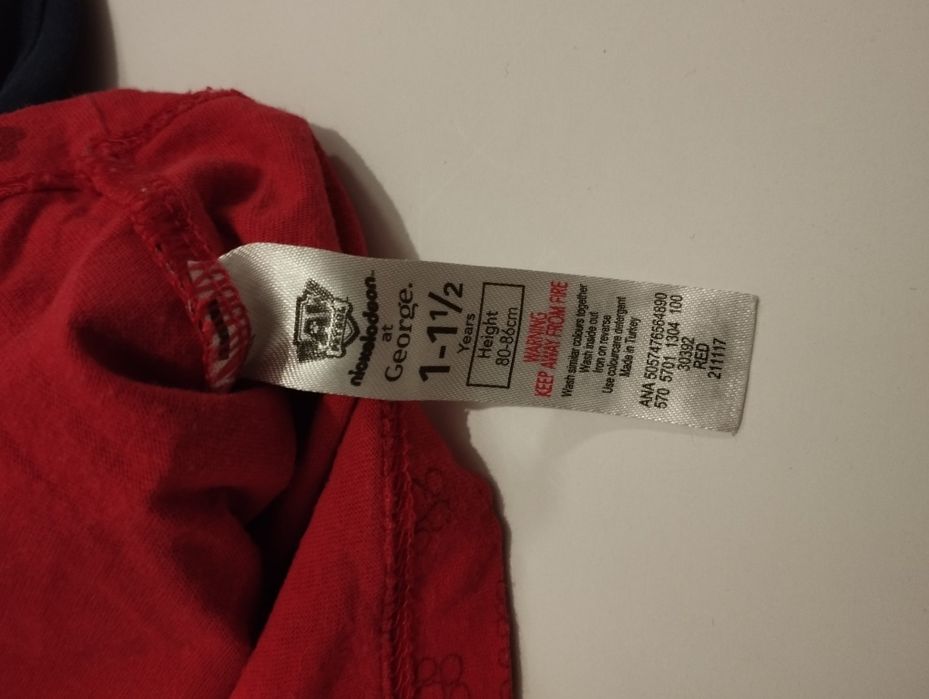 PAW
PATROL
nickelodeon
at
George.
1-1½
Years
Height
80-86cm
WARNING
KEEP AWAY FROM FIRE
Wash similar colours together
Wash inside out
Iron on reverse
Use colourcare detergent
Made in Turkey
ANA 5057476564890
570 5701 1304 100
30392
RED
211117